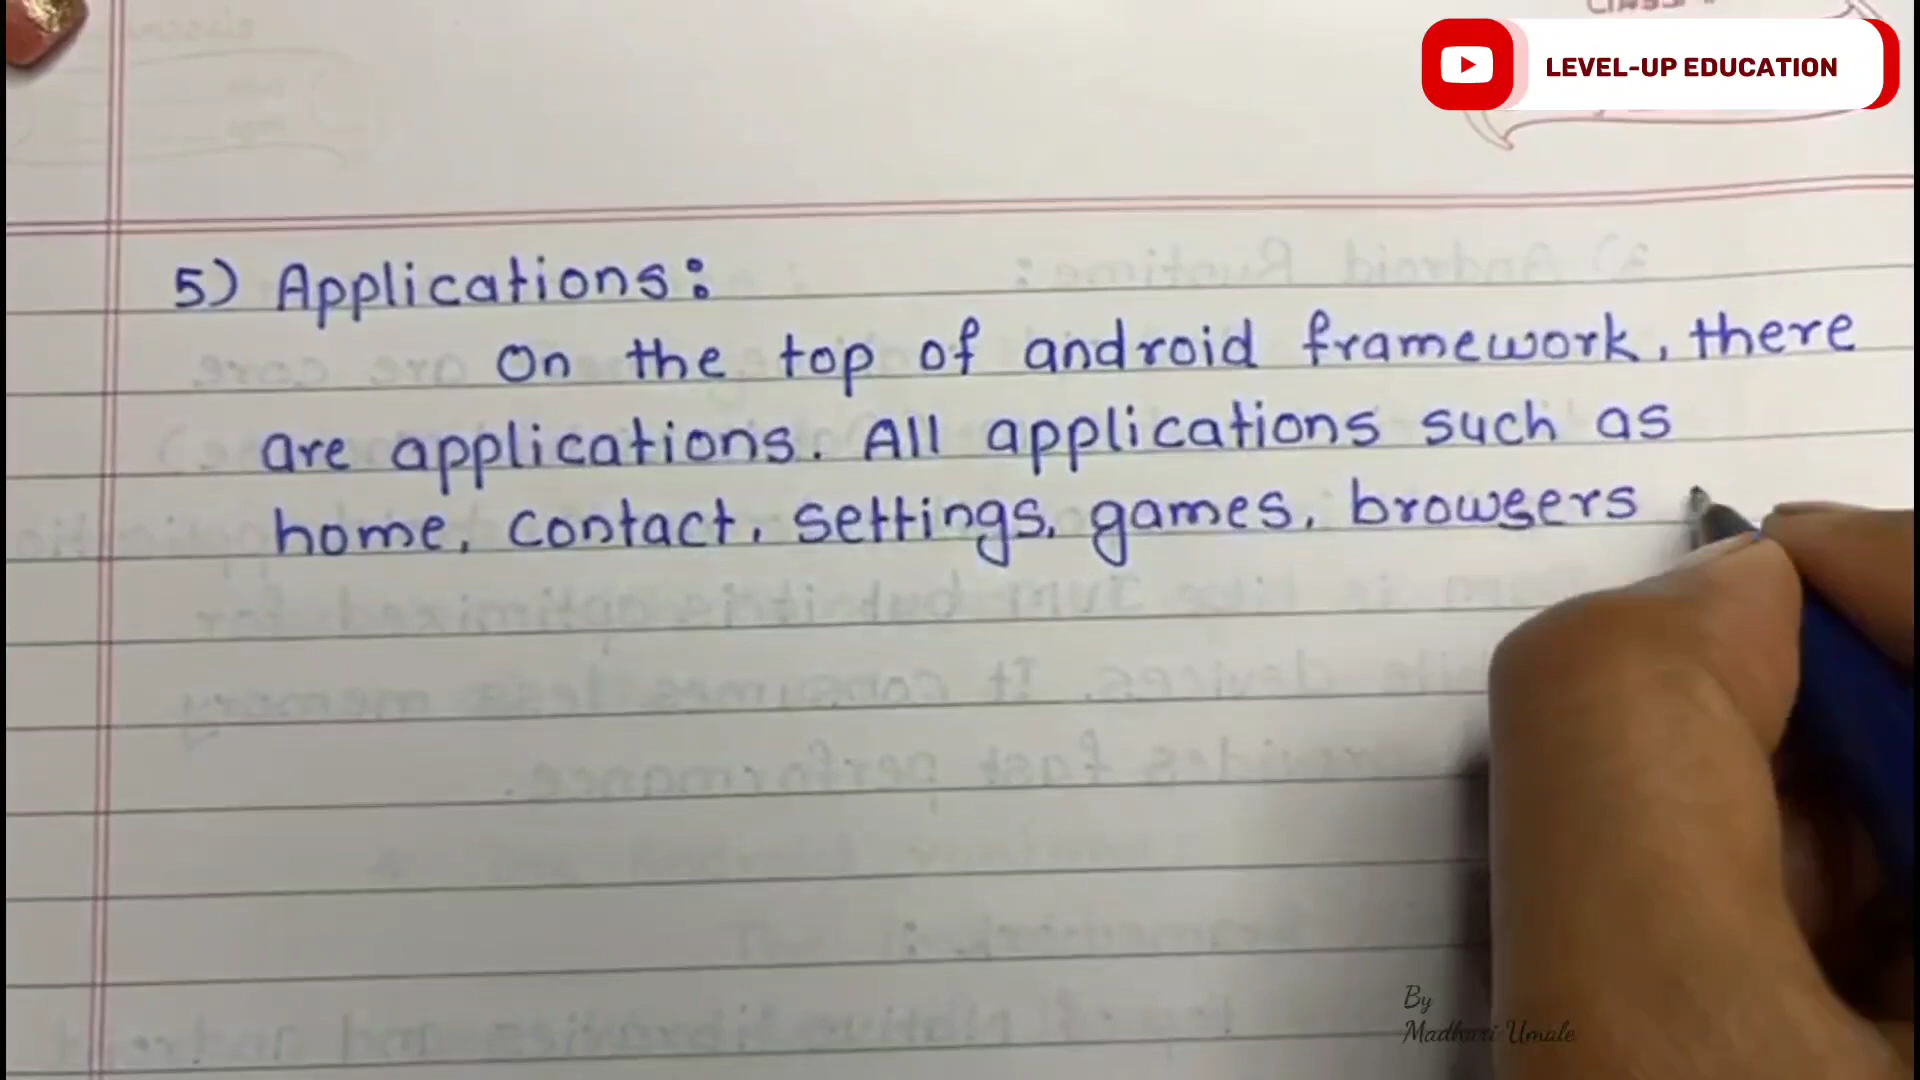 LEVEL-UP EDUCATION
5) Applications:
On the top of android framework, there
are applications. All applications such as
home, contact, settings, games, browsers
By
Madhuri Umale